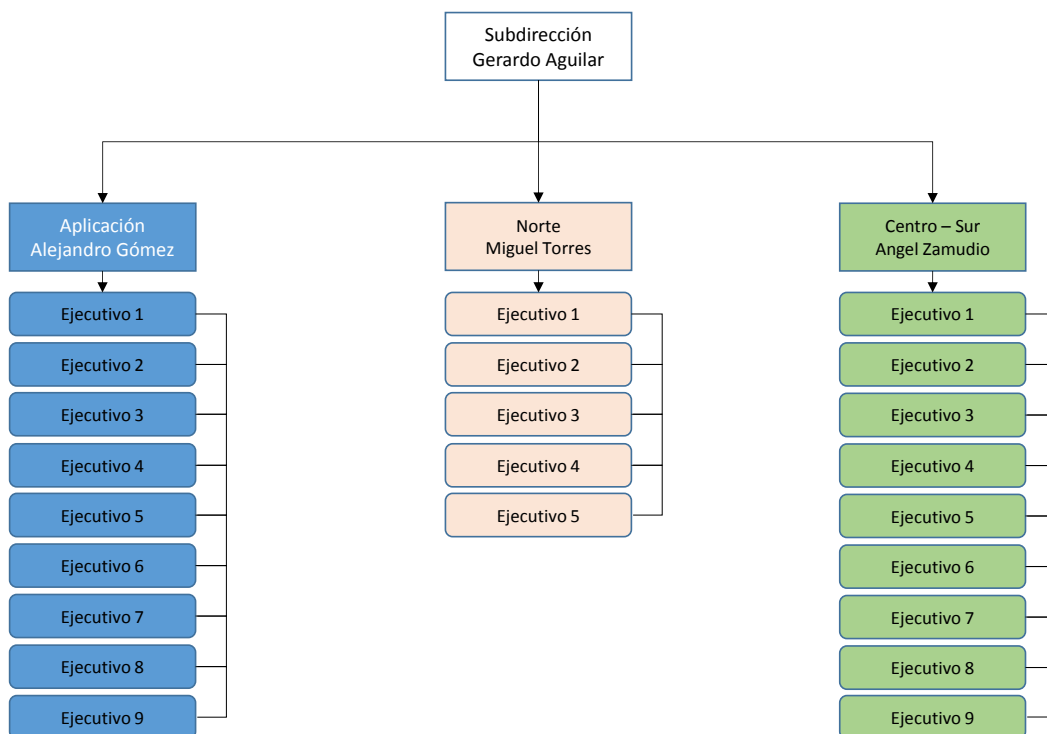 Subdirección
Gerardo Aguilar
Aplicación
Alejandro Gómez
Ejecutivo 1
Ejecutivo 2
Ejecutivo 3
Ejecutivo 4
Ejecutivo 5
Ejecutivo 6
Ejecutivo 7
Ejecutivo 8
Ejecutivo 9
Norte
Miguel Torres
Ejecutivo 1
Ejecutivo 2
Ejecutivo 3
Ejecutivo 4
Ejecutivo 5
Centro – Sur
Angel Zamudio
Ejecutivo 1
Ejecutivo 2
Ejecutivo 3
Ejecutivo 4
Ejecutivo 5
Ejecutivo 6
Ejecutivo 7
Ejecutivo 8
Ejecutivo 9